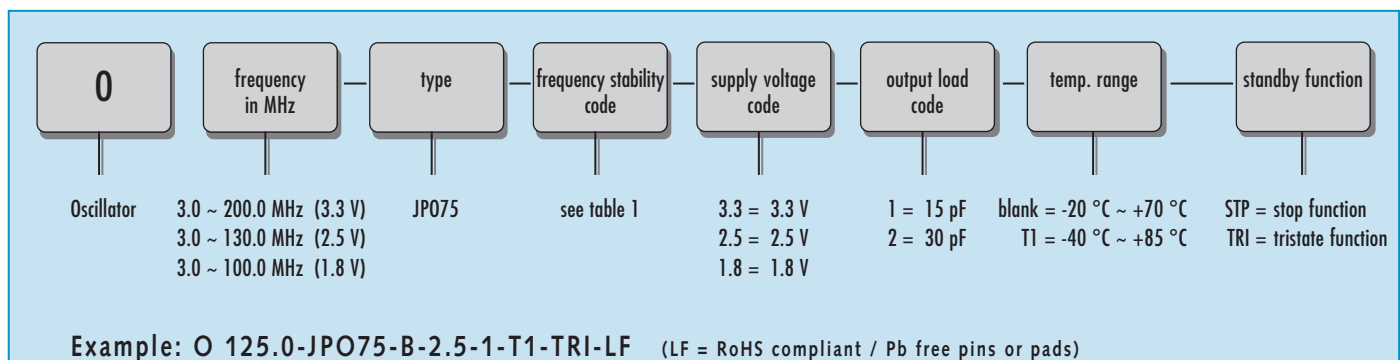 O
frequency
in MHz
type
frequency stability
code
supply voltage
code
output load
code
temp. range
standby function
Oscillator
3.0 ~ 200.0 MHz (3.3 V)
3.0 ~ 130.0 MHz (2.5 V)
3.0 ~ 100.0 MHz (1.8 V)
JPO75
see table 1
3.3 = 3.3 V
2.5 = 2.5 V
1.8 = 1.8 V
1 = 15 pF
2 = 30 pF
blank = -20 °C ~ +70 °C
T1 = -40 °C ~ +85 °C
STP = stop function
TRI = tristate function
Example: O 125.0-JPO75-B-2.5-1-T1-TRI-LF (LF = RoHS compliant / Pb free pins or pads)